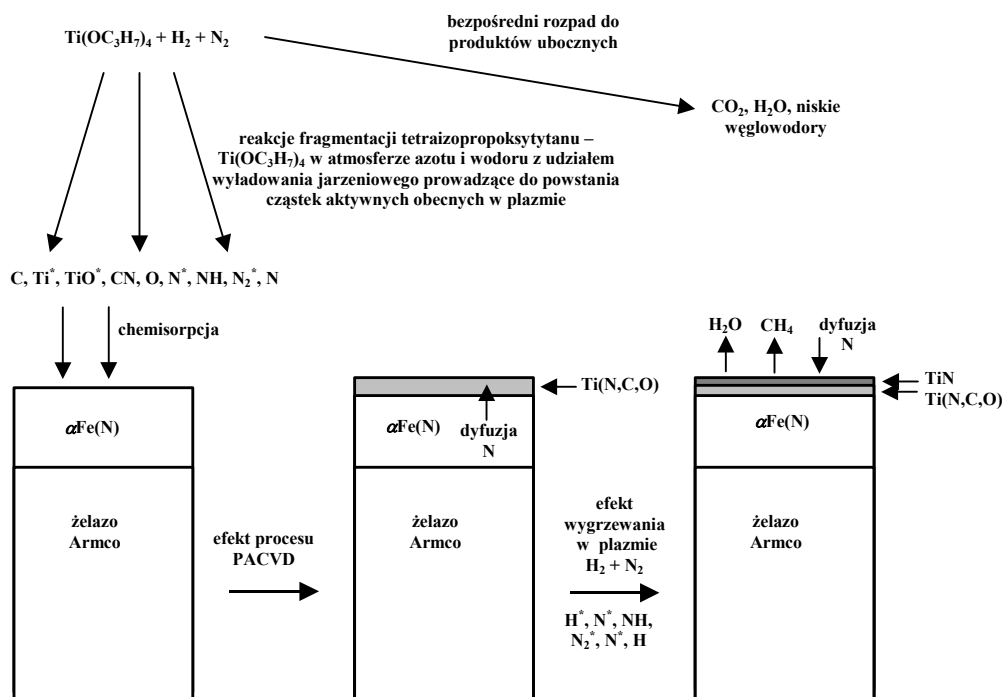 bezpośredni rozpad do
produktów ubocznych
Ti(OC₃H₇)₄ + H₂ + N₂
CO₂, H₂O, niskie
węglowodory
reakcje fragmentacji tetraizopropoksytytanu –
Ti(OC₃H₇)₄ w atmosferze azotu i wodoru z udziałem
wyładowania jarzeniowego prowadzące do powstania
cząstek aktywnych obecnych w plazmie
C, Ti*, TiO*, CN, O, N*, NH, N₂*, N
chemisorpcja
αFe(N)
żelazo
Armco
efekt procesu
PACVD
Ti(N,C,O)
αFe(N)
dyfuzja
N
żelazo
Armco
efekt
wygrzewania
w plazmie
H₂ + N₂
H*, N*, NH,
N₂*, N*, H
H₂O
CH₄
dyfuzja
N
TiN
Ti(N,C,O)
αFe(N)
żelazo
Armco